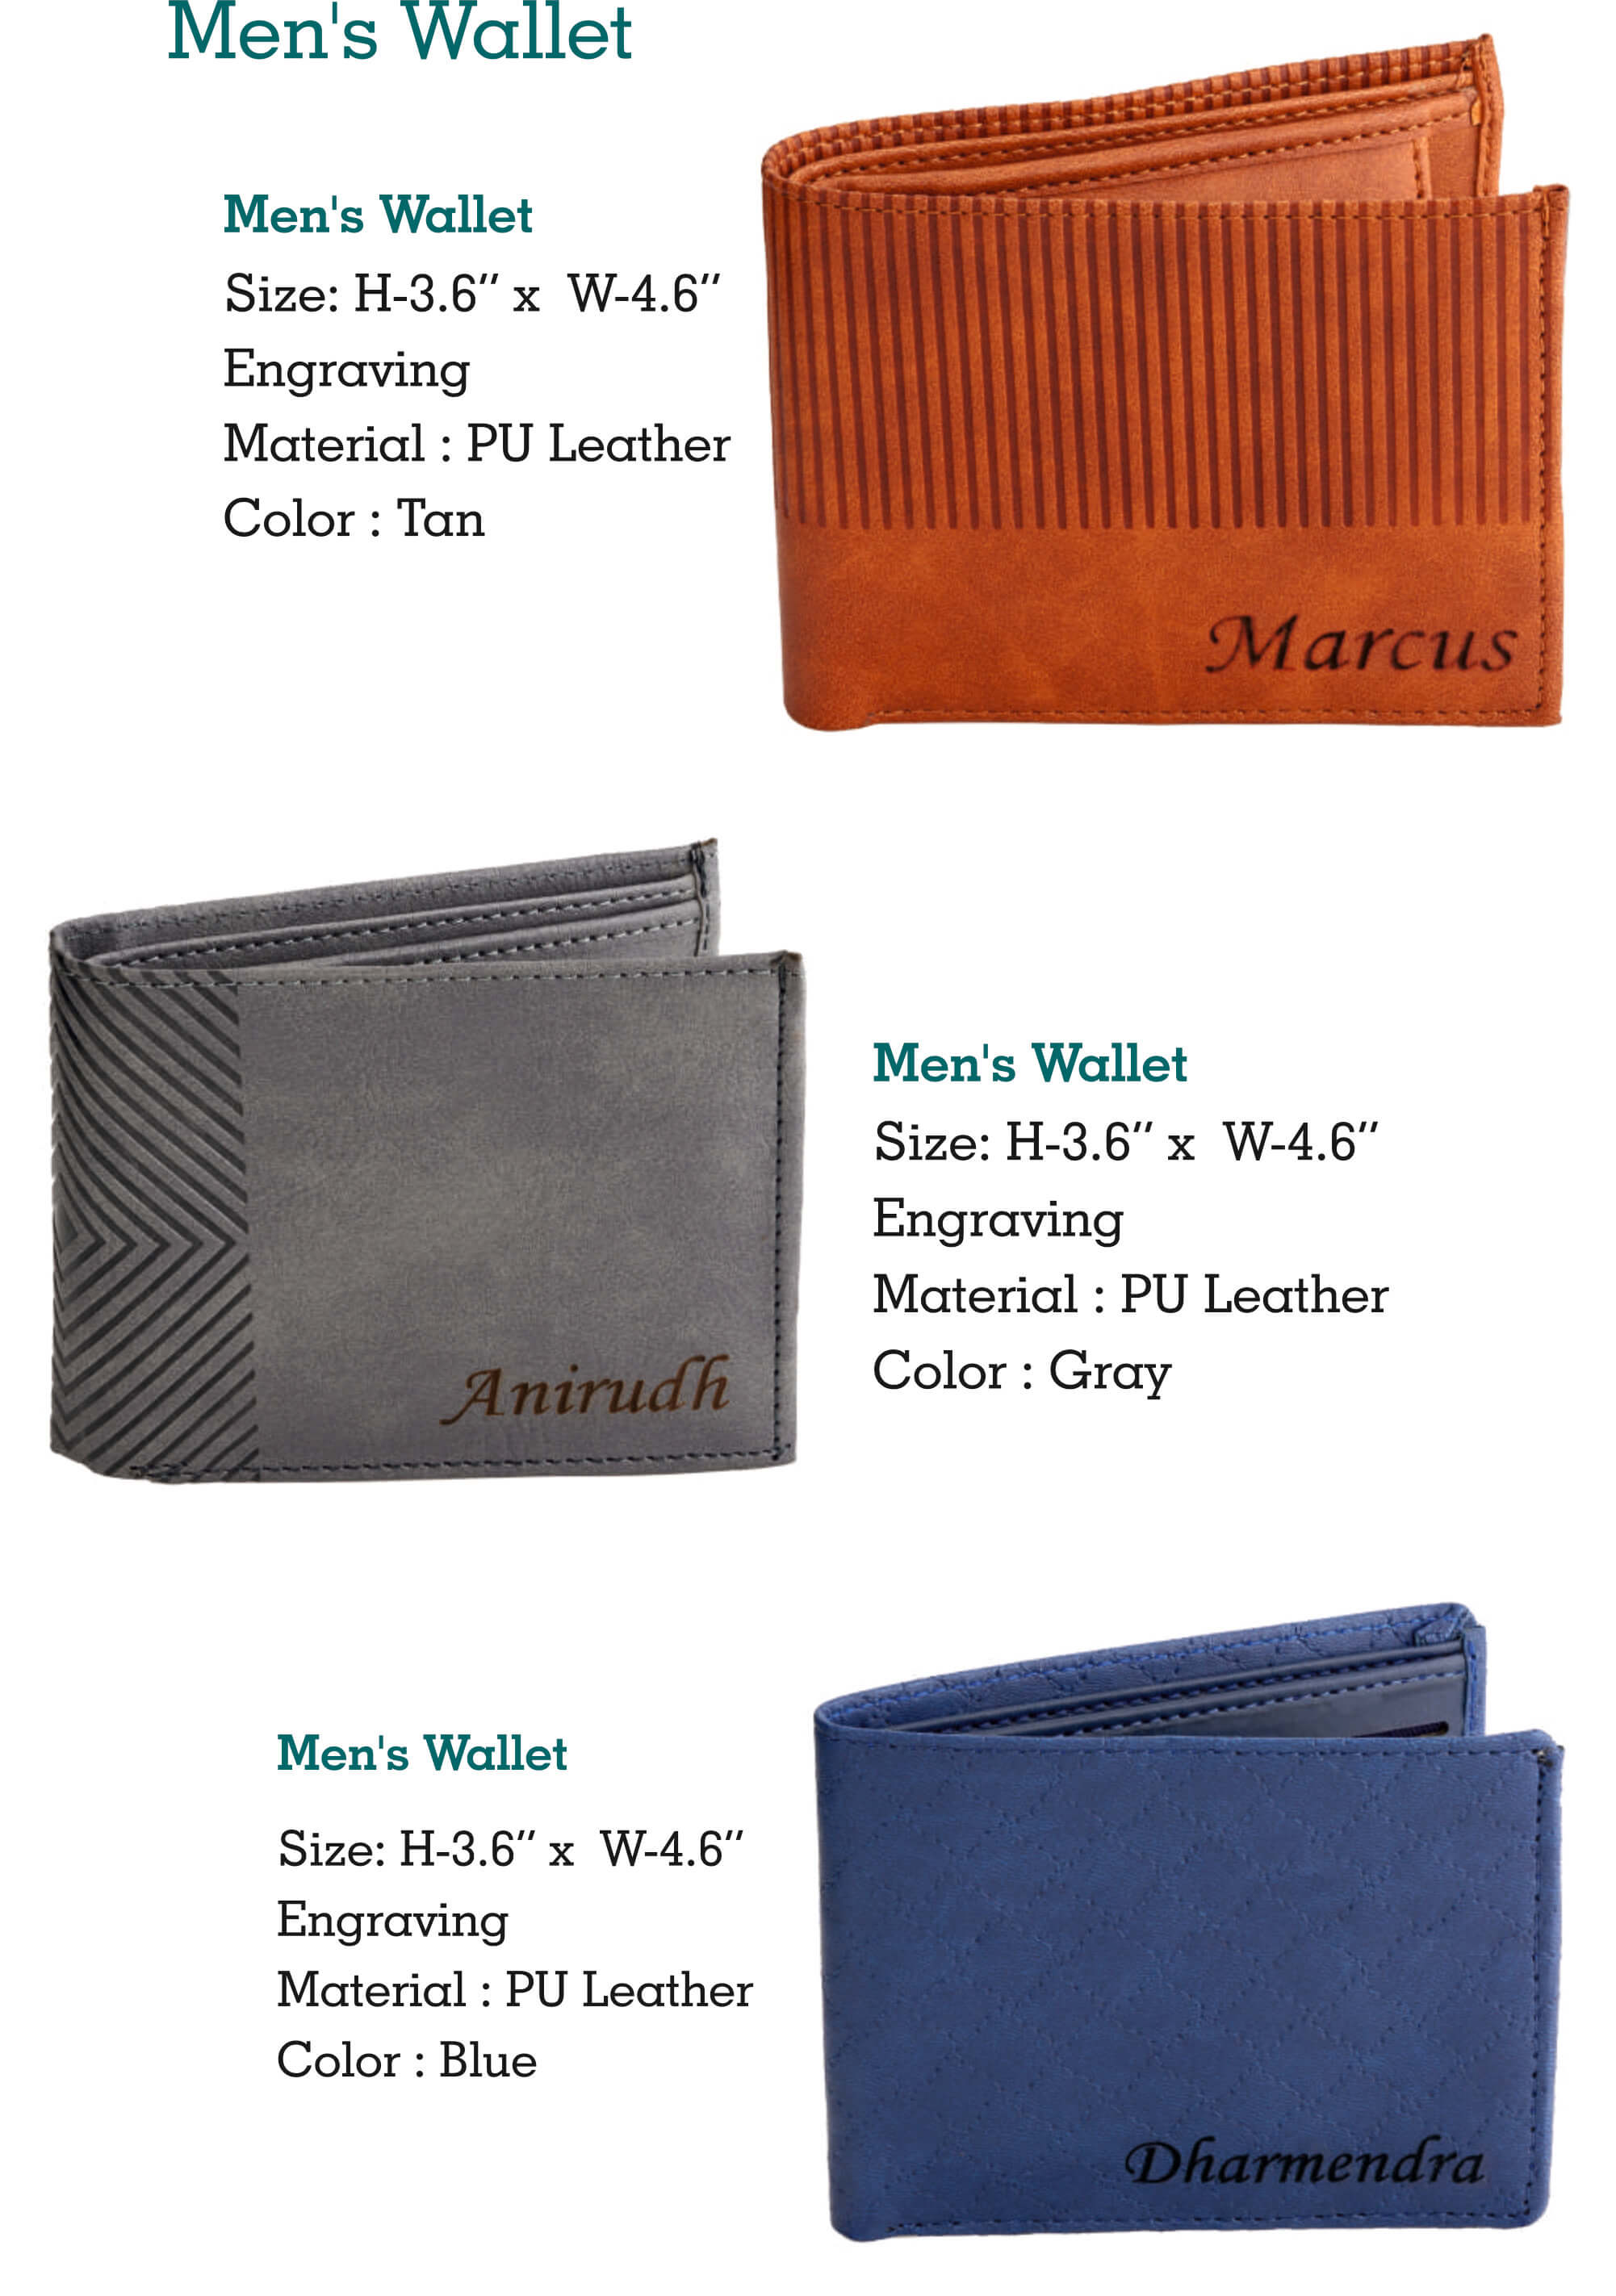 Men's Wallet
Men's Wallet
Size: H-3.6″ x  W-4.6″
Engraving
Material : PU Leather
Color : Tan
Marcus
Men's Wallet
Size: H-3.6″ x  W-4.6″
Engraving
Material : PU Leather
Color : Gray
Anirudh
Men's Wallet
Size: H-3.6″ x  W-4.6″
Engraving
Material : PU Leather
Color : Blue
Dharmendra